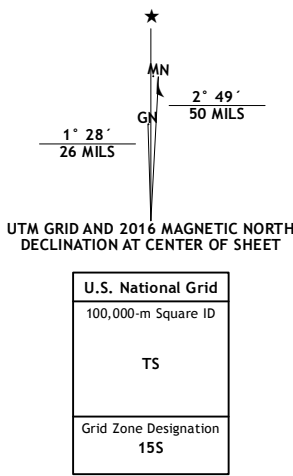 MN
GN
2° 49´
50 MILS
1° 28´
26 MILS
UTM GRID AND 2016 MAGNETIC NORTH
DECLINATION AT CENTER OF SHEET
U.S. National Grid
100,000-m Square ID
TS
Grid Zone Designation
15S